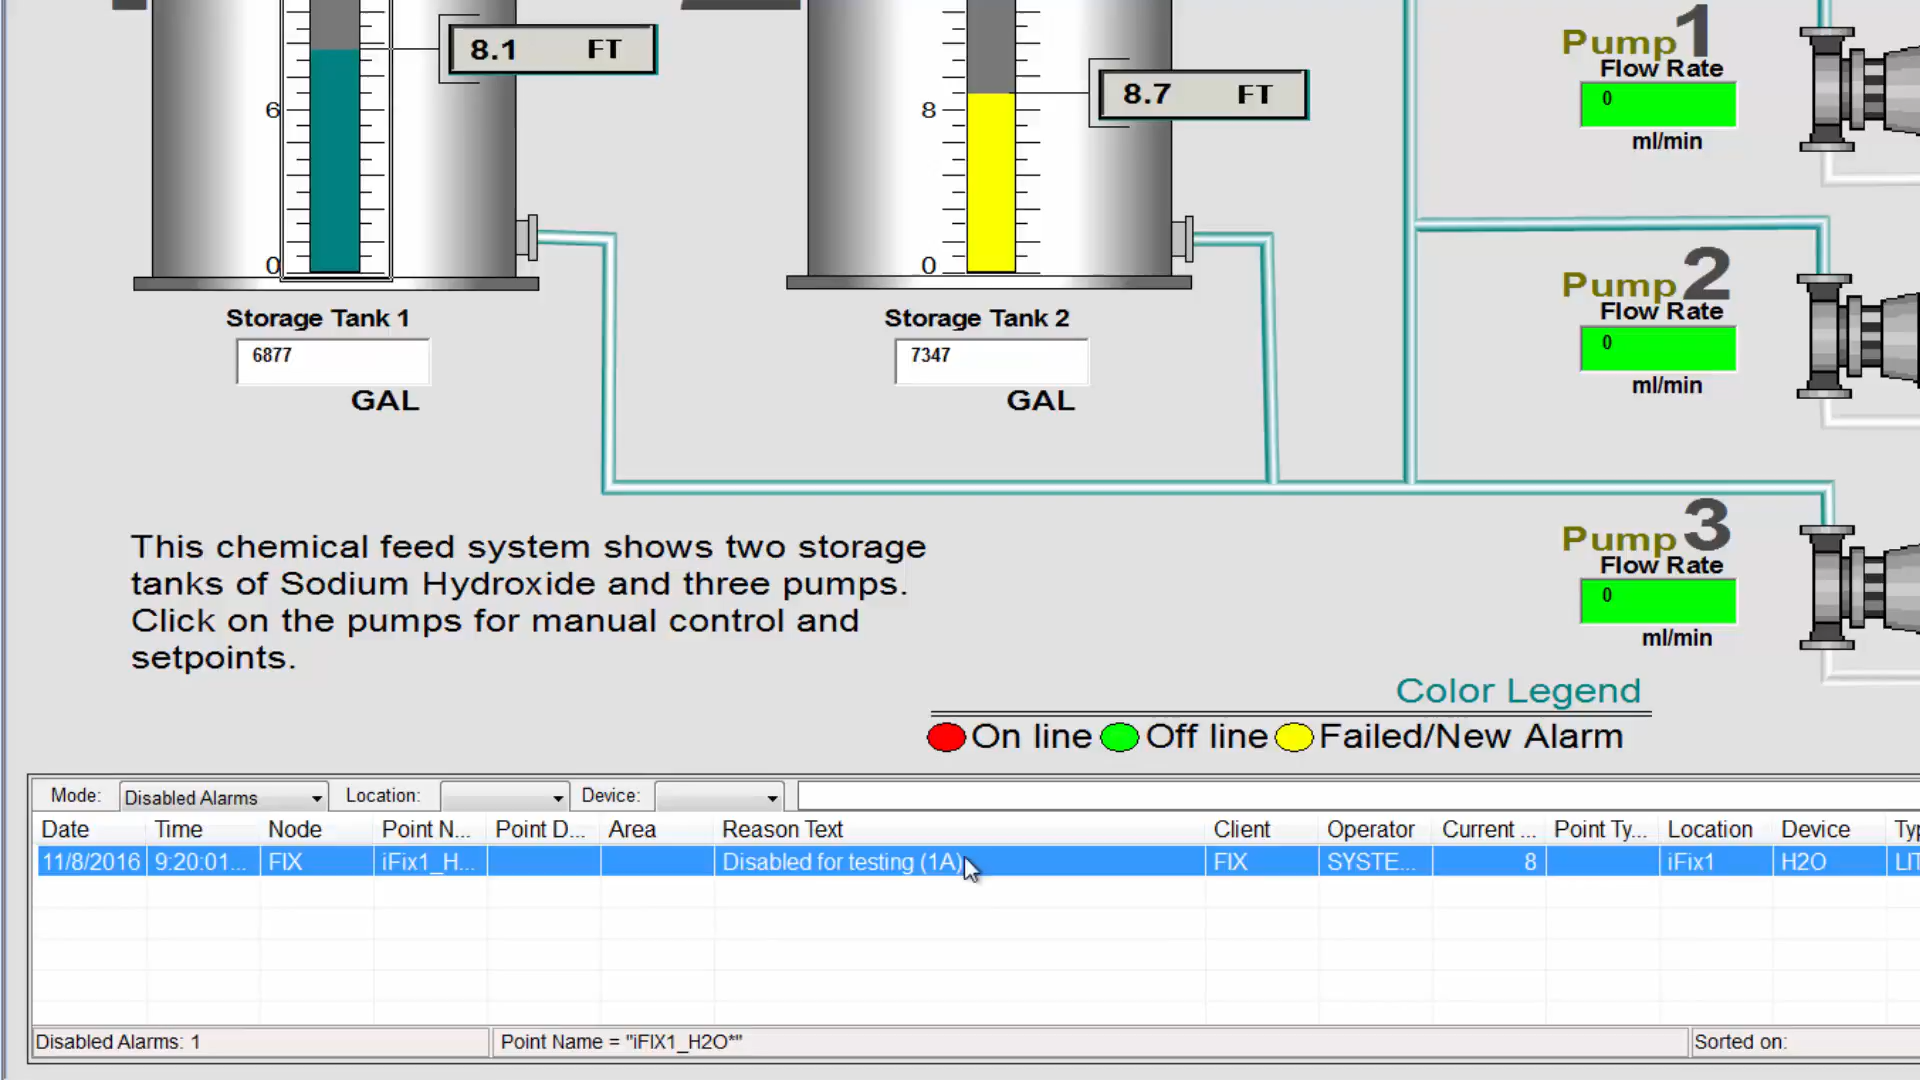 8.1 FT
6
0
8.7 FT
8
0
Pump 1
Flow Rate
0
ml/min
Storage Tank 1
6877
GAL
Storage Tank 2
7347
GAL
Pump 2
Flow Rate
0
ml/min
This chemical feed system shows two storage
tanks of Sodium Hydroxide and three pumps.
Click on the pumps for manual control and
setpoints.
Pump 3
Flow Rate
0
ml/min
Color Legend
On line Off line Failed/New Alarm
Mode: Disabled Alarms Location: Device:
Date Time Node Point N... Point D... Area Reason Text Client Operator Current ... Point Ty... Location Device Typ
11/8/2016 9:20:01... FIX iFix1_H... Disabled for testing (1A) FIX SYSTE... 8 iFix1 H2O LIT
Disabled Alarms: 1 Point Name = "iFIX1_H2O*" Sorted on: